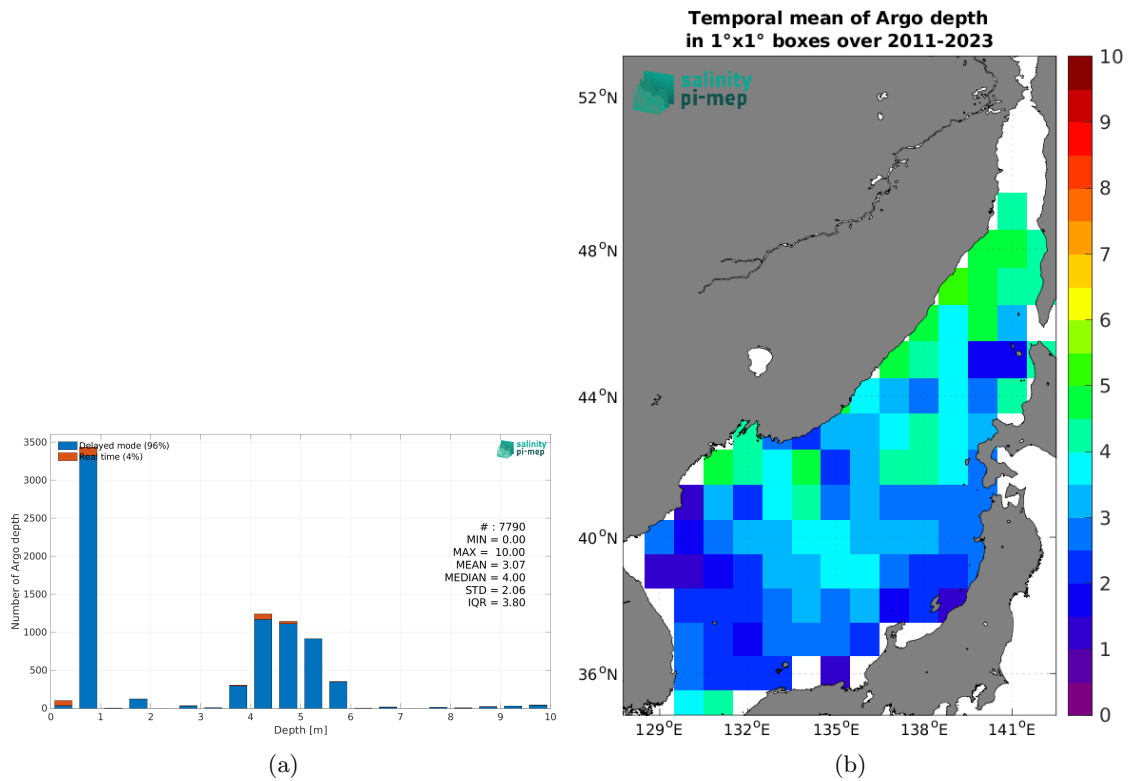 3500
3000
2500
2000
1500
1000
500
0
Number of Argo depth
Delayed mode (96%)
Real time (4%)
salinity
pi-mep
# : 7790
MIN = 0.00
MAX = 10.00
MEAN = 3.07
MEDIAN = 4.00
STD = 2.06
IQR = 3.80
0 1 2 3 4 5 6 7 8 9 10
Depth [m]
(a)
Temporal mean of Argo depth
in 1°x1° boxes over 2011-2023
salinity
pi-mep
52°N
48°N
44°N
40°N
36°N
129°E 132°E 135°E 138°E 141°E
10
9
8
7
6
5
4
3
2
1
0
(b)